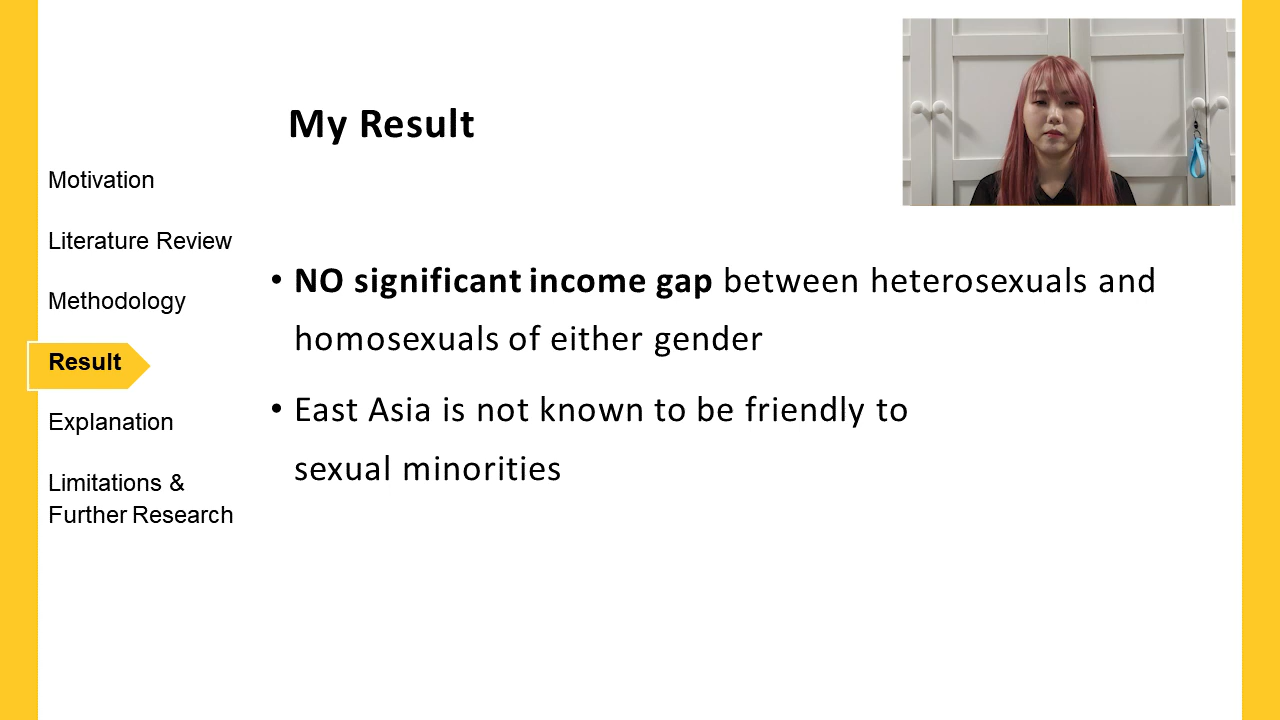 My Result
Motivation
Literature Review
Methodology
Result
Explanation
Limitations &
Further Research
• NO significant income gap between heterosexuals and
homosexuals of either gender
• East Asia is not known to be friendly to
sexual minorities